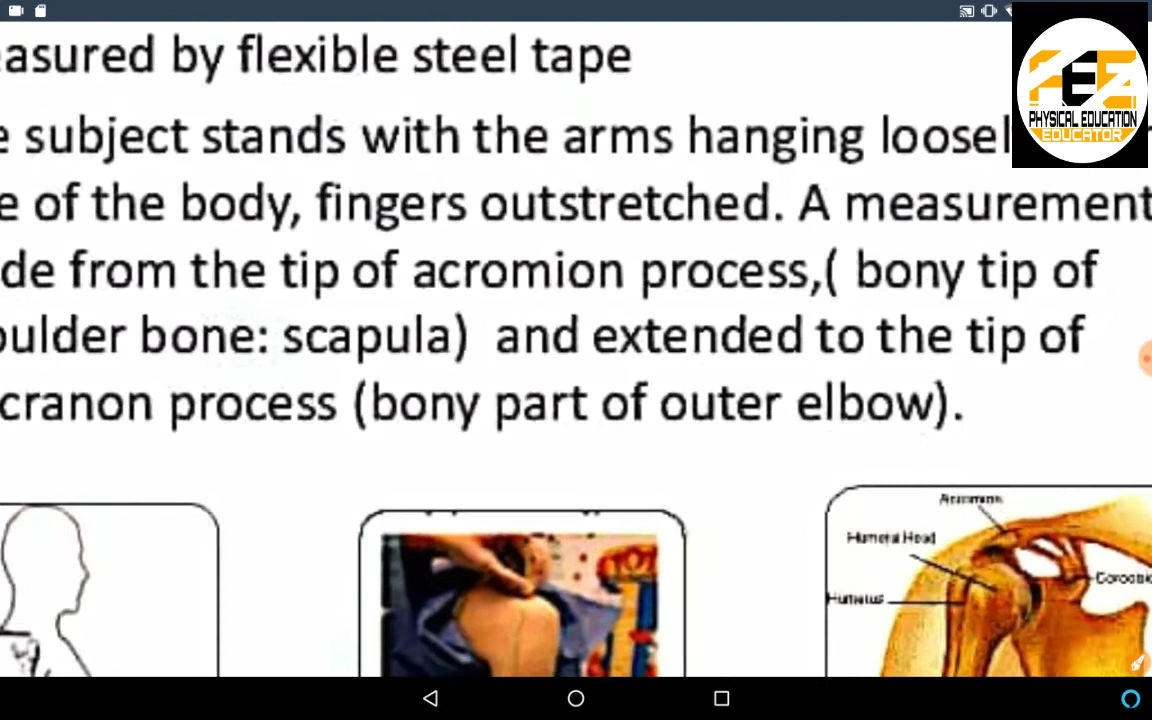 asured by flexible steel tape
e subject stands with the arms hanging loosel
e of the body, fingers outstretched. A measurement
de from the tip of acromion process,( bony tip of
oulder bone: scapula) and extended to the tip of
cranon process (bony part of outer elbow).
PHYSICAL EDUCATION
EDUCATOR
Acromion
Humeral Head
Humerus